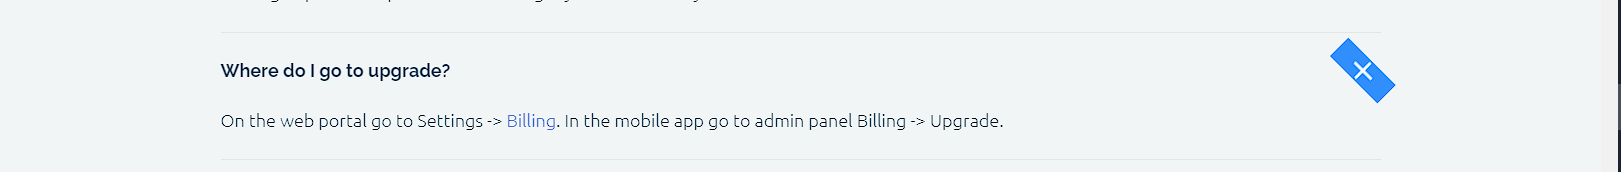 Where do I go to upgrade?
On the web portal go to Settings -> Billing. In the mobile app go to admin panel Billing -> Upgrade.